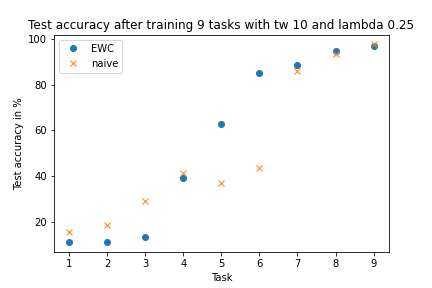 Test accuracy after training 9 tasks with tw 10 and lambda 0.25
EWC
naive
100
80
60
40
20
Test accuracy in %
1 2 3 4 5 6 7 8 9
Task